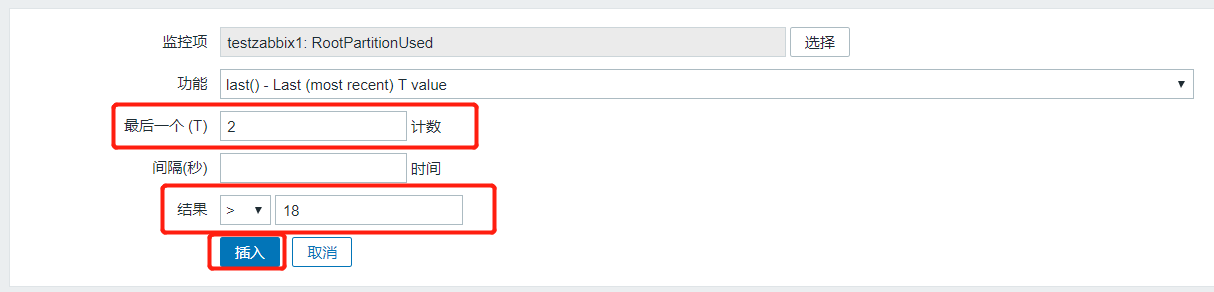 监控项 testzabbix1: RootPartitionUsed 选择
功能 last() - Last (most recent) T value
最后一个 (T) 2 计数
间隔(秒) 时间
结果 > 18
插入 取消